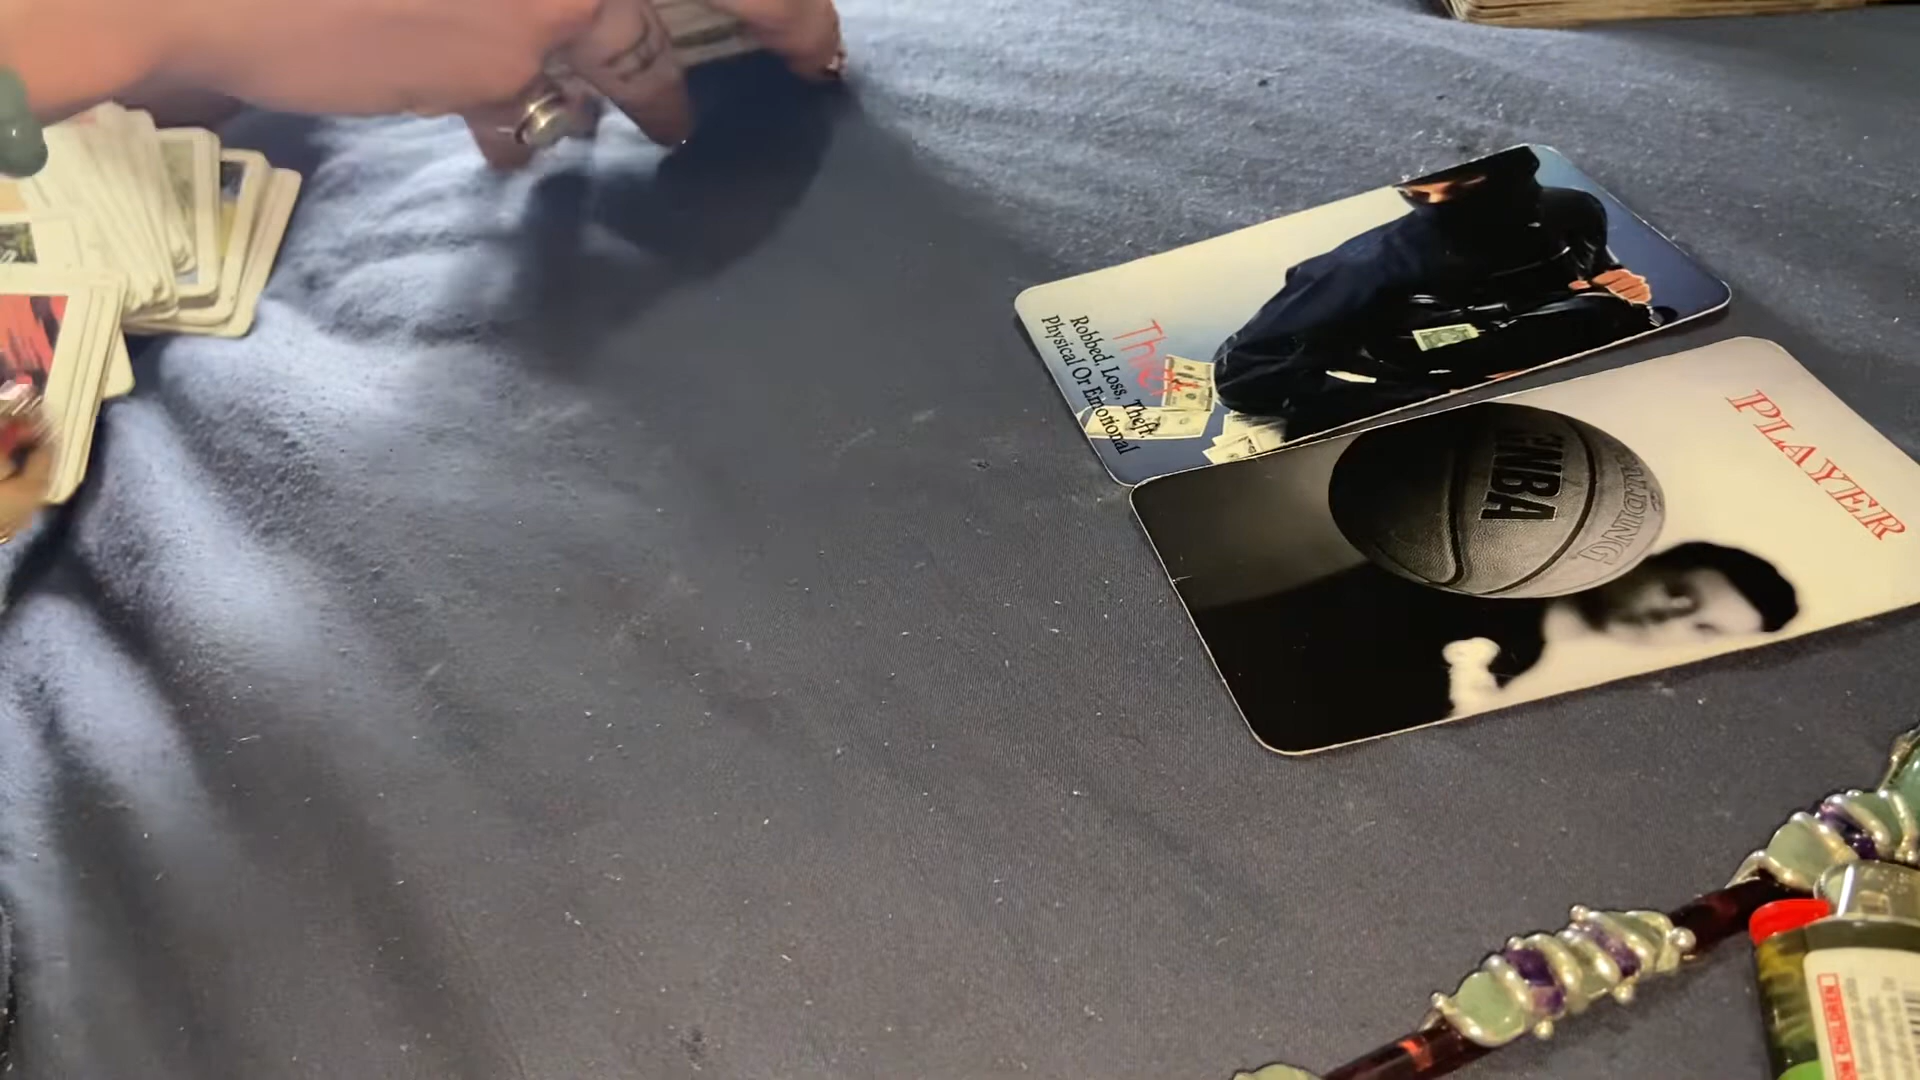 Theft
Robbed, Loss, Theft.
Physical Or Emotional
PLAYER
NBA
SPALDING